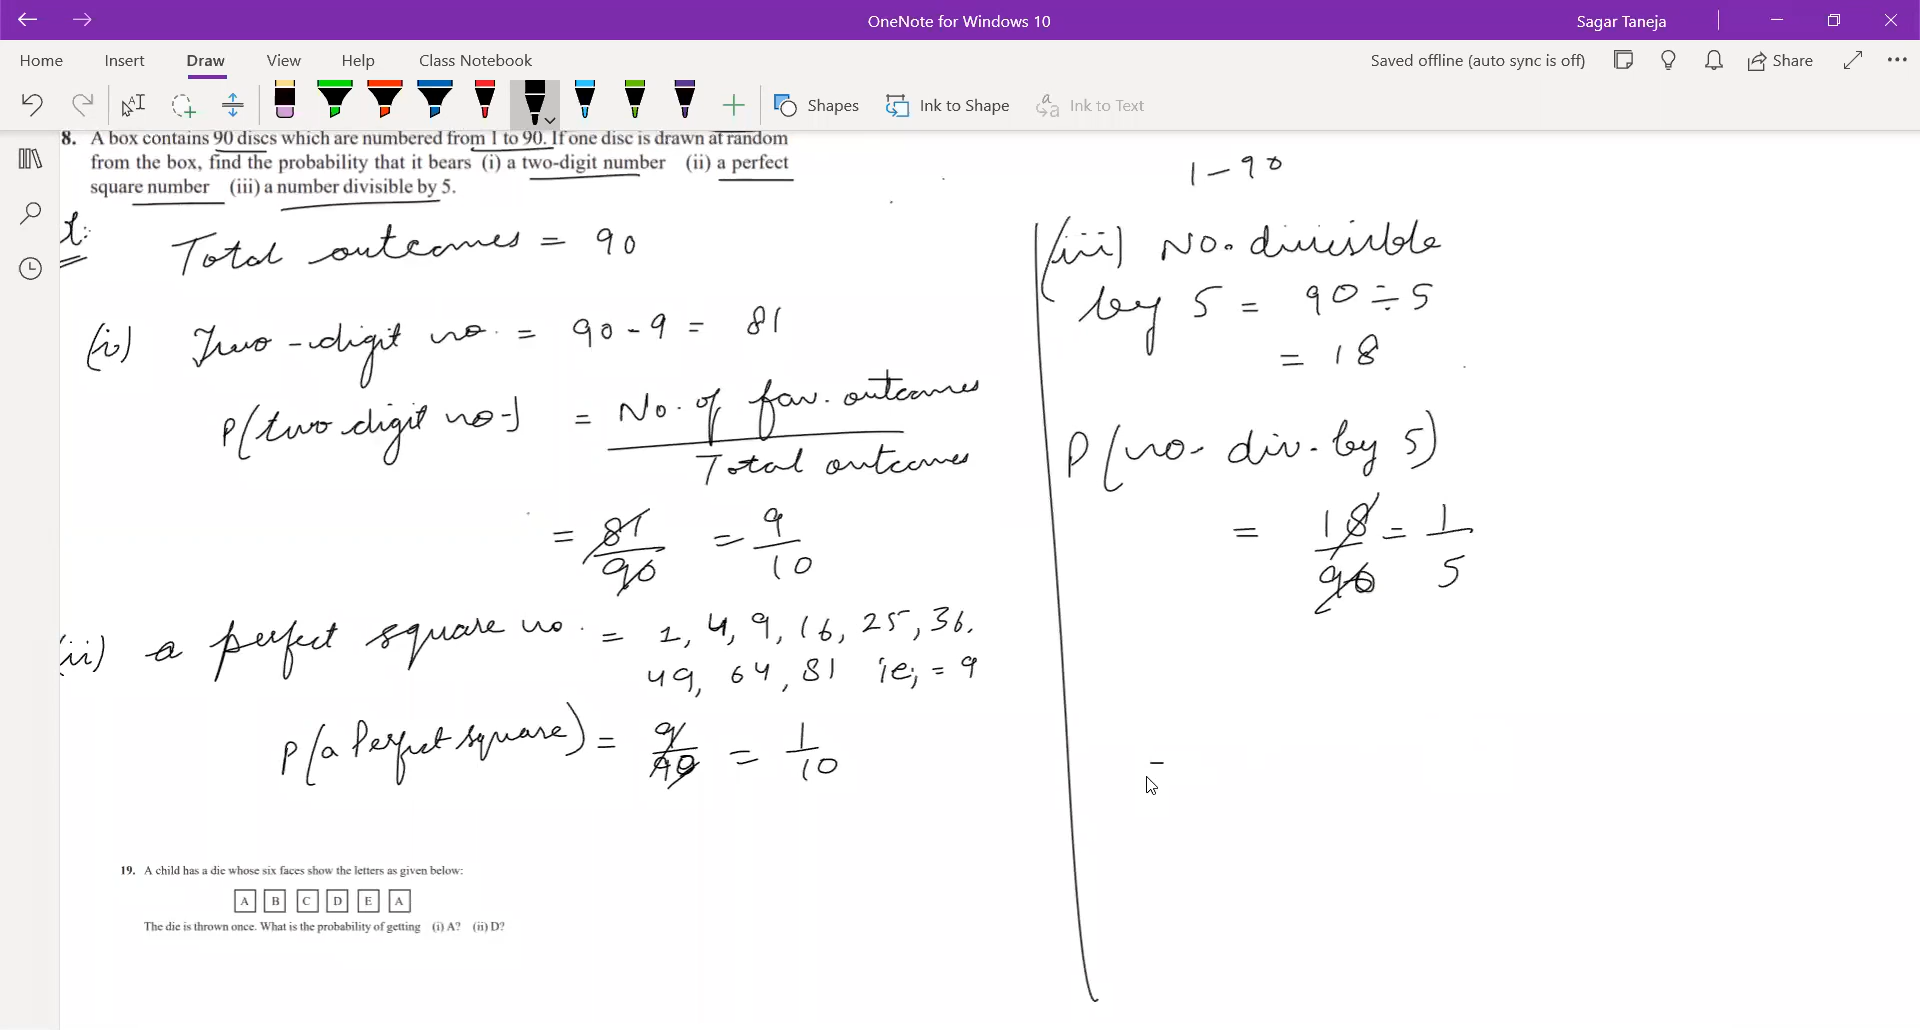 OneNote for Windows 10
Sagar Taneja
Home Insert Draw View Help Class Notebook
Saved offline (auto sync is off) Share
Shapes Ink to Shape Ink to Text
8. A box contains 90 discs which are numbered from 1 to 90. If one disc is drawn at random
from the box, find the probability that it bears (i) a two-digit number (ii) a perfect
square number (iii) a number divisible by 5.
Total outcomes = 90
(i) Two-digit no. = 90 - 9 = 81
P(two digit no.) = No. of fav. outcomes
Total outcomes
= 81/90 = 9/10
(ii) a perfect square no. = 1, 4, 9, 16, 25, 36,
49, 64, 81 ie; = 9
P(a Perfect square) = 9/90 = 1/10
1 - 90
(iii) No. divisible
by 5 = 90 ÷ 5
= 18
P(no. div. by 5)
= 18/90 = 1/5
19. A child has a die whose six faces show the letters as given below:
A B C D E A
The die is thrown once. What is the probability of getting (i) A? (ii) D?